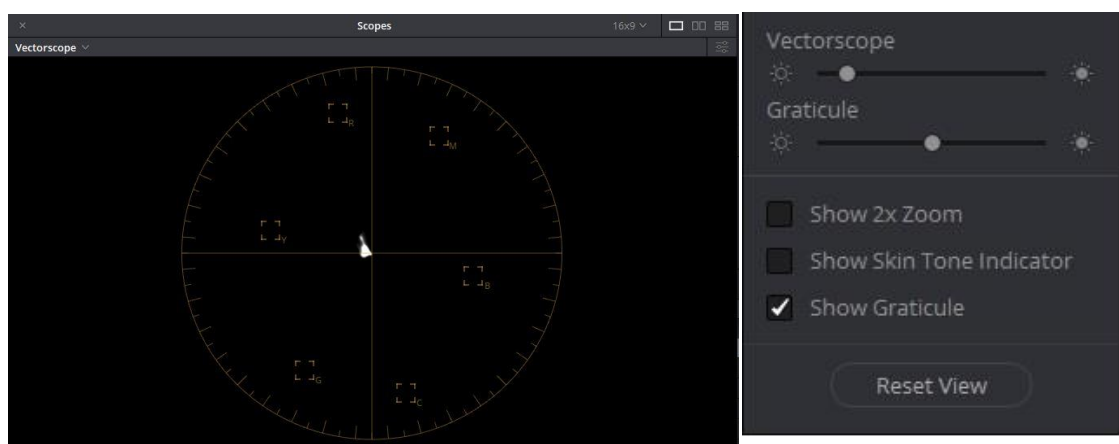 Scopes
16x9
Vectorscope
R
M
Y
B
G
C
Vectorscope
Graticule
Show 2x Zoom
Show Skin Tone Indicator
Show Graticule
Reset View